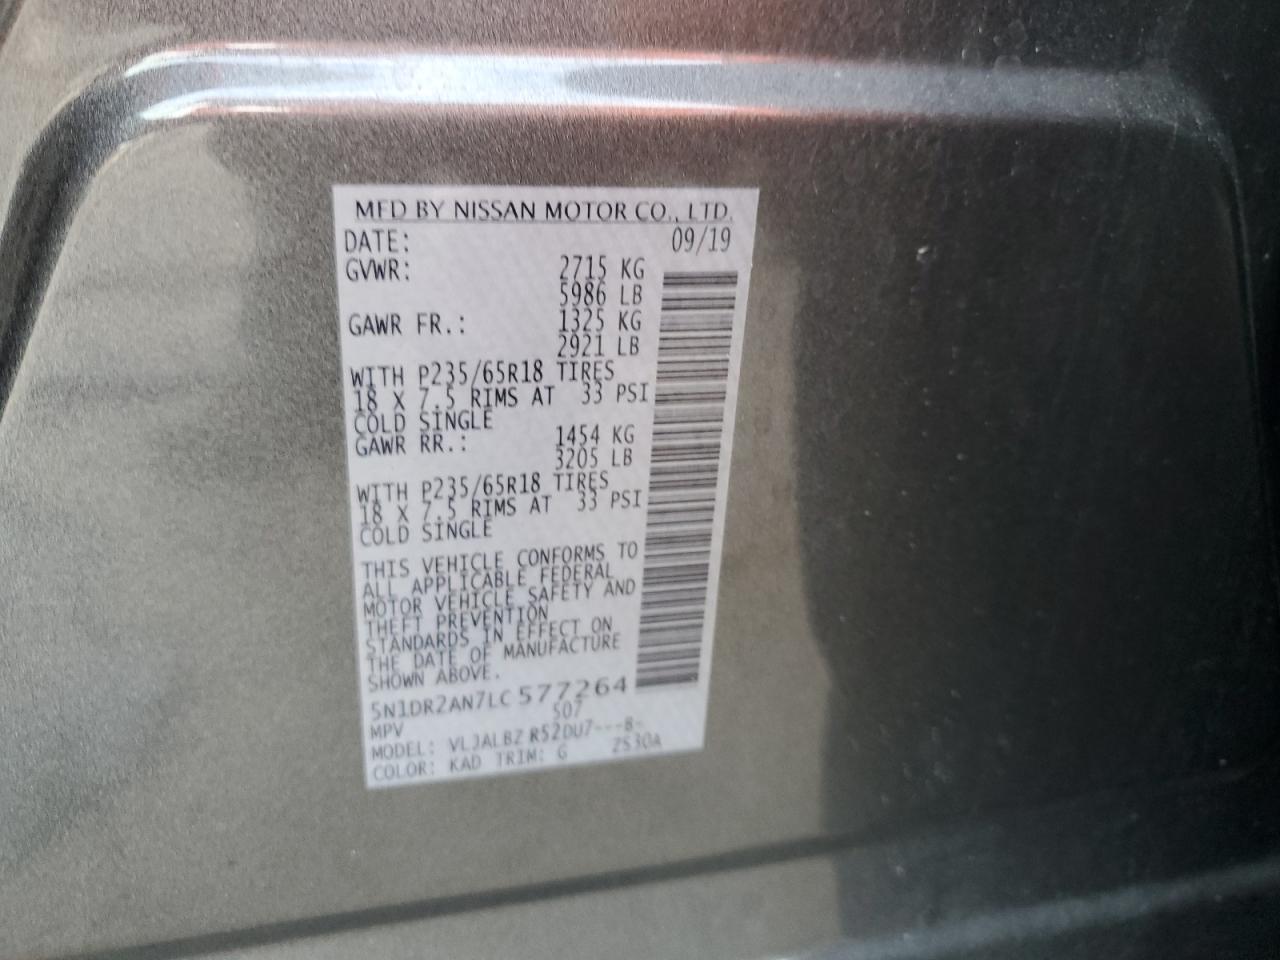 MFD BY NISSAN MOTOR CO., LTD.
DATE: 09/19
GVWR: 2715 KG
5986 LB
GAWR FR.: 1325 KG
2921 LB
WITH P235/65R18 TIRES
18 X 7.5 RIMS AT 33 PSI
COLD SINGLE
GAWR RR.: 1454 KG
3205 LB
WITH P235/65R18 TIRES
18 X 7.5 RIMS AT 33 PSI
COLD SINGLE
THIS VEHICLE CONFORMS TO
ALL APPLICABLE FEDERAL
MOTOR VEHICLE SAFETY AND
THEFT PREVENTION
STANDARDS IN EFFECT ON
THE DATE OF MANUFACTURE
SHOWN ABOVE.
5N1DR2AN7LC577264
MPV 507
MODEL: VLJALBZ R52DU7---8-
COLOR: KAD TRIM: G ZS30A